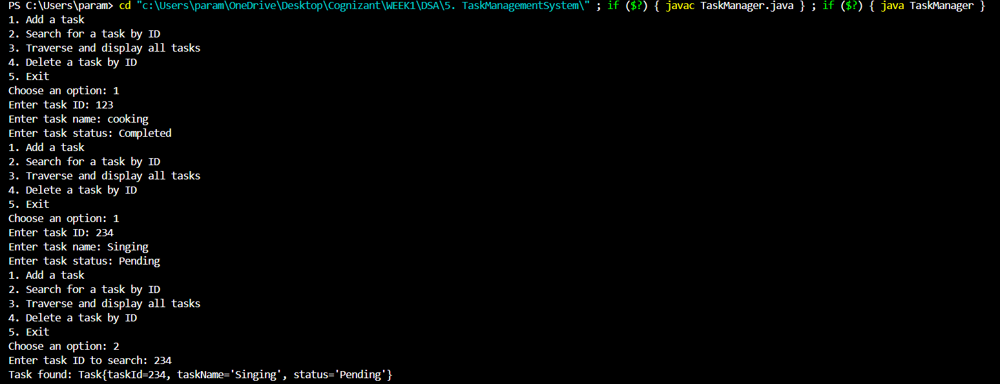 PS C:\Users\param> cd "c:\Users\param\OneDrive\Desktop\Cognizant\WEEK1\DSA\5. TaskManagementSystem\" ; if ($?) { javac TaskManager.java } ; if ($?) { java TaskManager }
1. Add a task
2. Search for a task by ID
3. Traverse and display all tasks
4. Delete a task by ID
5. Exit
Choose an option: 1
Enter task ID: 123
Enter task name: cooking
Enter task status: Completed
1. Add a task
2. Search for a task by ID
3. Traverse and display all tasks
4. Delete a task by ID
5. Exit
Choose an option: 1
Enter task ID: 234
Enter task name: Singing
Enter task status: Pending
1. Add a task
2. Search for a task by ID
3. Traverse and display all tasks
4. Delete a task by ID
5. Exit
Choose an option: 2
Enter task ID to search: 234
Task found: Task{taskId=234, taskName='Singing', status='Pending'}